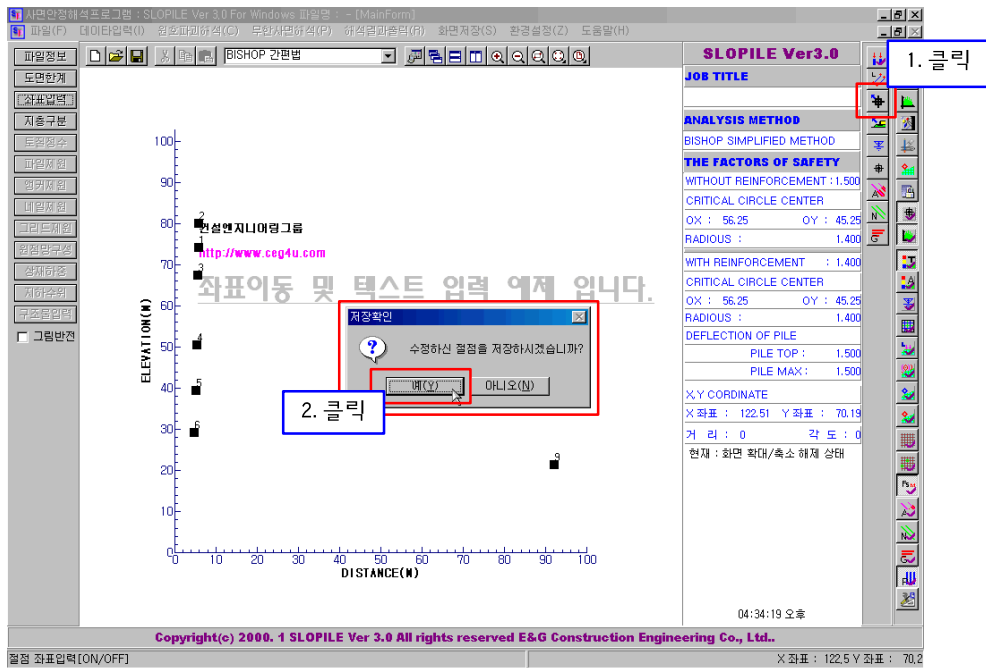 사면안정해석프로그램 : SLOPILE Ver 3.0 For Windows 파일명 : - [MainForm]
파일(F) 데이타입력(I) 원호파괴해석(C) 무한사면해석(P) 해석결과출력(R) 화면저장(S) 환경설정(Z) 도움말(H)
파일정보
BISHOP 간편법
도면한계
좌표입력
지층구분
토질정수
파일제원
앵커제원
네일제원
그리드제원
원점망구성
상재하중
지하수위
구조물입력
그림반전
1. 클릭
SLOPILE Ver3.0
JOB TITLE
ANALYSIS METHOD
BISHOP SIMPLIFIED METHOD
THE FACTORS OF SAFETY
WITHOUT REINFORCEMENT : 1.500
CRITICAL CIRCLE CENTER
OX : 56.25 OY : 45.25
RADIOUS : 1.400
WITH REINFORCEMENT : 1.400
CRITICAL CIRCLE CENTER
OX : 56.25 OY : 45.25
RADIOUS : 1.400
DEFLECTION OF PILE
PILE TOP : 1.500
PILE MAX : 1.500
X,Y CORDINATE
X 좌표 : 122.51 Y 좌표 : 70.19
거 리 : 0 각 도 : 0
현재 : 화면 확대/축소 해제 상태
04:34:19 오후
100
90
80
70
60
50
40
30
20
10
0
ELEVATION(M)
2
1
3
4
5
6
9
건설엔지니어링그룹
http://www.ceg4u.com
좌표이동 및 텍스트 입력 예제 입니다.
저장확인
수정하신 절점을 저장하시겠습니까?
예(Y) 아니오(N)
2. 클릭
0 10 20 30 40 50 60 70 80 90 100
DISTANCE(M)
Copyright(c) 2000. 1 SLOPILE Ver 3.0 All rights reserved E&G Construction Engineering Co., Ltd..
절점 좌표입력[ON/OFF]
X 좌표 : 122,5 Y 좌표 : 70,2